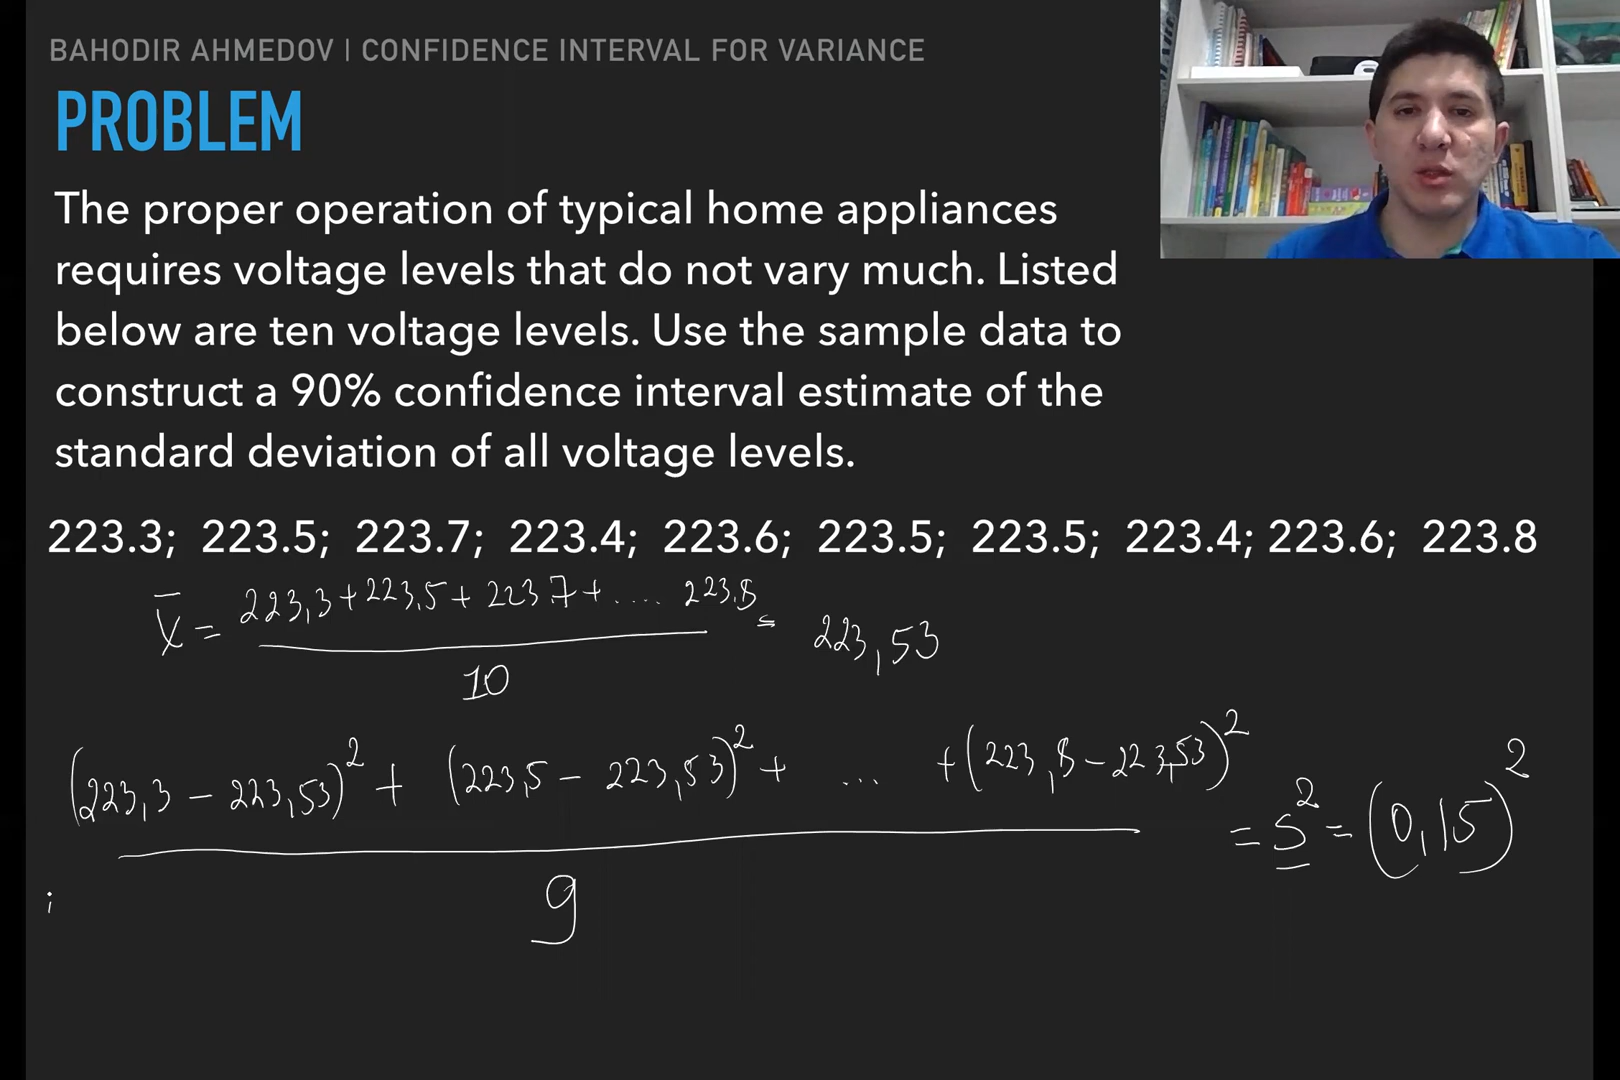 BAHODIR AHMEDOV | CONFIDENCE INTERVAL FOR VARIANCE
PROBLEM
The proper operation of typical home appliances
requires voltage levels that do not vary much. Listed
below are ten voltage levels. Use the sample data to
construct a 90% confidence interval estimate of the
standard deviation of all voltage levels.
223.3; 223.5; 223.7; 223.4; 223.6; 223.5; 223.5; 223.4; 223.6; 223.8
x̄ = 223,3 + 223,5 + 223.7 + .... 223.8 = 223,53
10
(223,3 - 223,53)² + (223,5 - 223,53)² + ... + (223,8 - 223,53)² = S² = (0,15)²
9